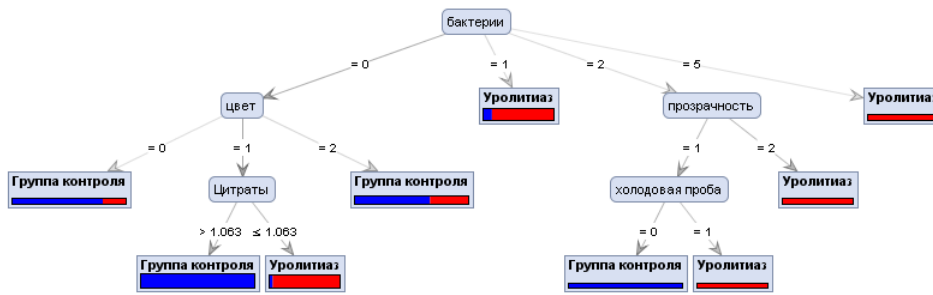 бактерии
= 0
= 1
= 2
= 5
цвет
Уролитиаз
прозрачность
Уролитиаз
= 0
= 1
= 2
= 1
= 2
Группа контроля
Цитраты
Группа контроля
холодовая проба
Уролитиаз
> 1.063
≤ 1.063
= 0
= 1
Группа контроля
Уролитиаз
Группа контроля
Уролитиаз